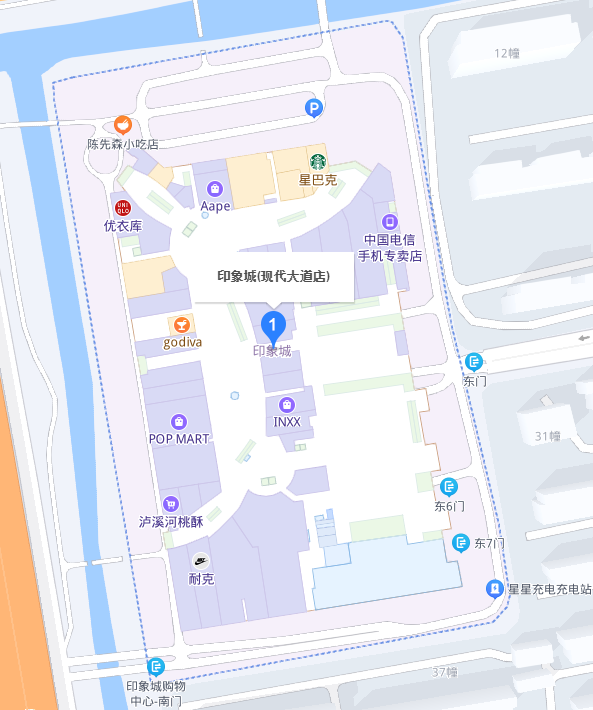 12幢
P
陈先森小吃店
星巴克
Aape
UNI
QLO
优衣库
中国电信
手机专卖店
印象城(现代大道店)
1
godiva
印象城
东门
INXX
POP MART
31幢
东6门
泸溪河桃酥
东7门
耐克
星星充电充电站
印象城购物
中心-南门
37幢